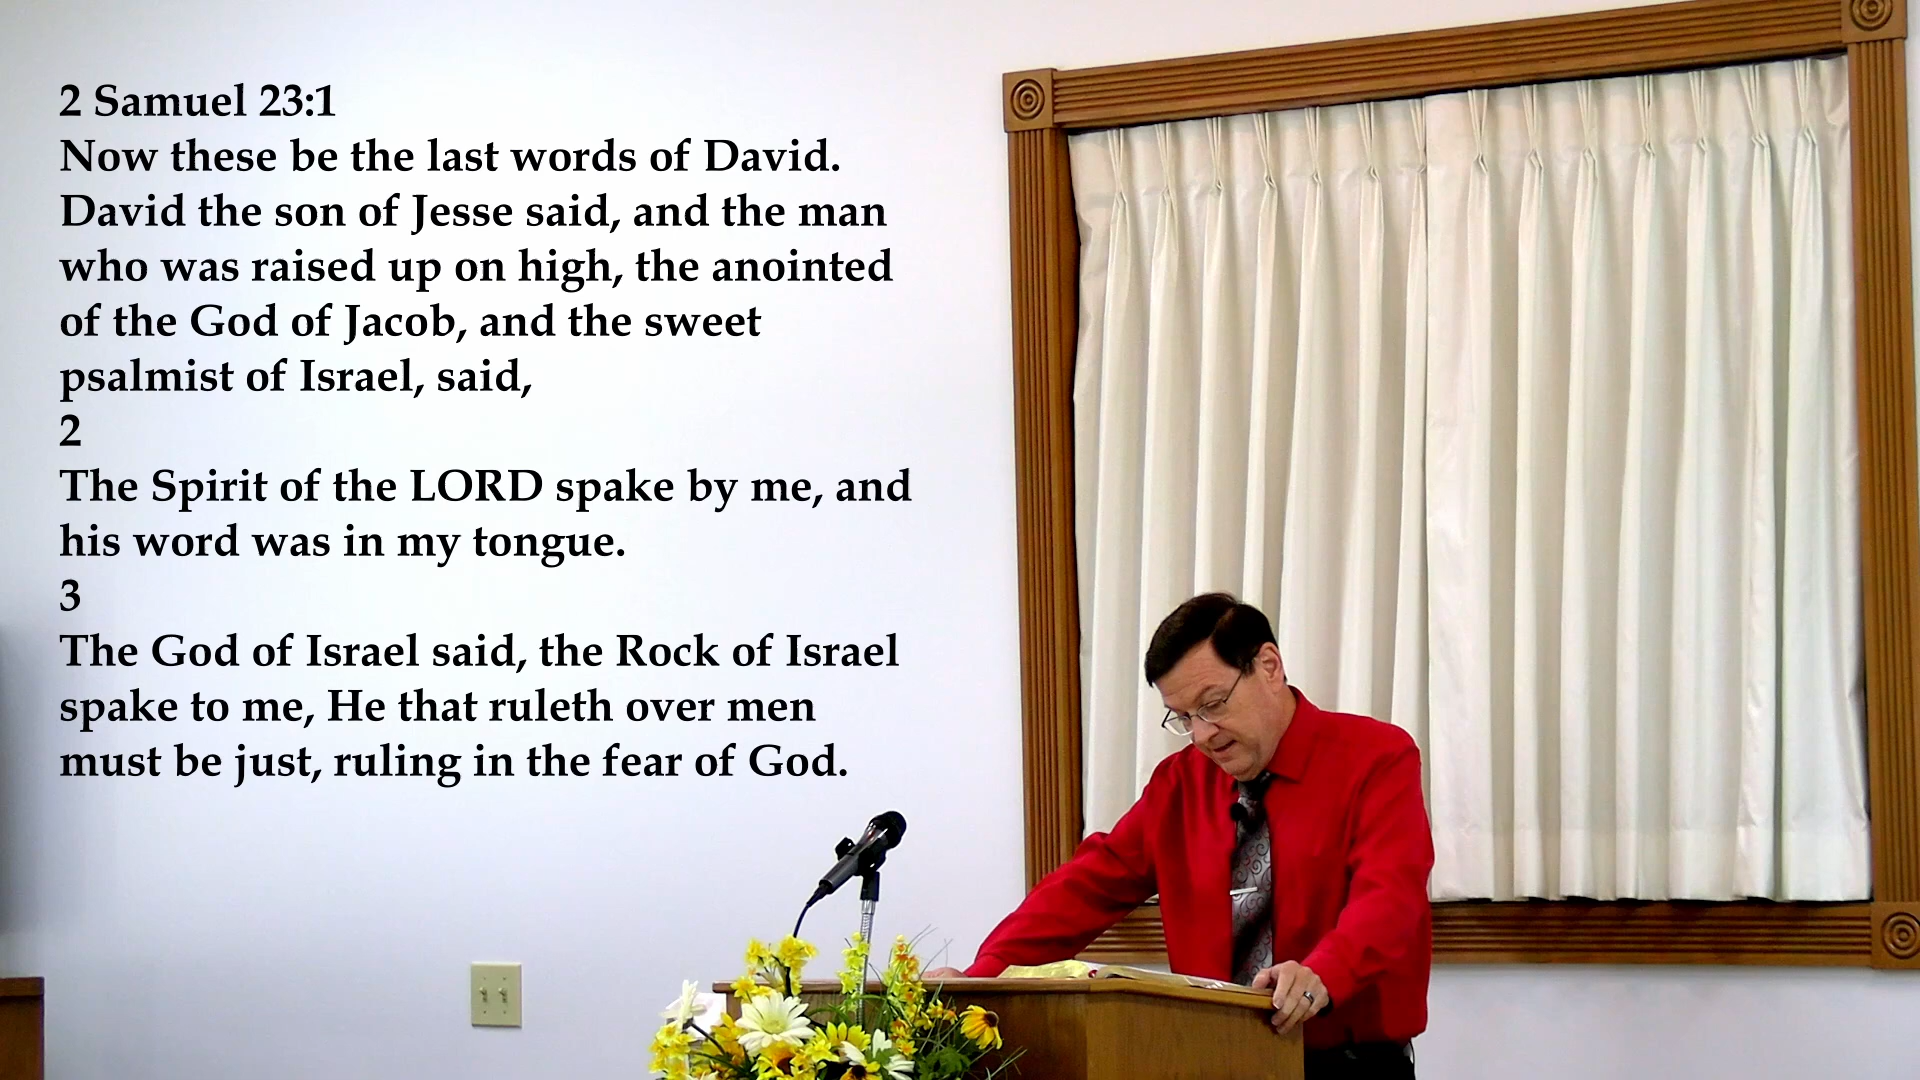 2 Samuel 23:1
Now these be the last words of David.
David the son of Jesse said, and the man
who was raised up on high, the anointed
of the God of Jacob, and the sweet
psalmist of Israel, said,
2
The Spirit of the LORD spake by me, and
his word was in my tongue.
3
The God of Israel said, the Rock of Israel
spake to me, He that ruleth over men
must be just, ruling in the fear of God.